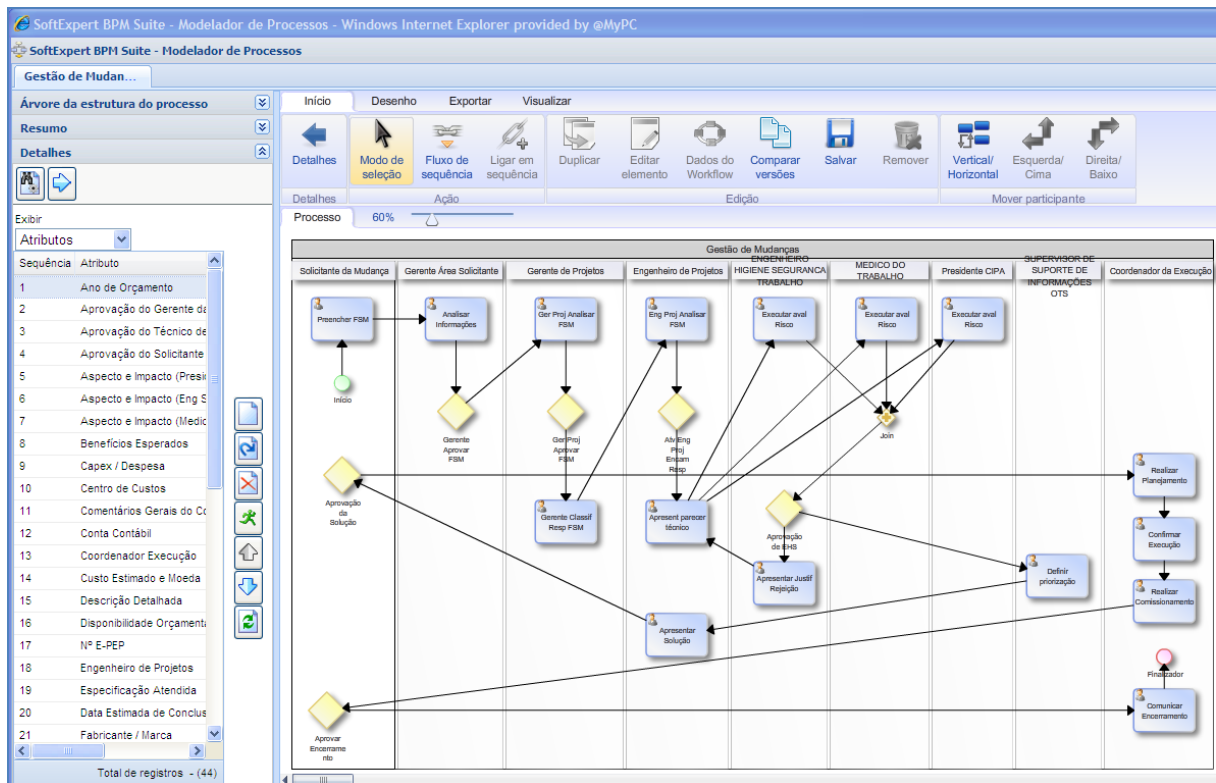 SoftExpert BPM Suite - Modelador de Processos - Windows Internet Explorer provided by @MyPC
SoftExpert BPM Suite - Modelador de Processos
Gestão de Mudan...
Árvore da estrutura do processo
Resumo
Detalhes
Exibir
Atributos
Sequência Atributo
1 Ano de Orçamento
2 Aprovação do Gerente da
3 Aprovação do Técnico de
4 Aprovação do Solicitante
5 Aspecto e Impacto (Presid
6 Aspecto e Impacto (Eng S
7 Aspecto e Impacto (Medic
8 Benefícios Esperados
9 Capex / Despesa
10 Centro de Custos
11 Comentários Gerais do Co
12 Conta Contábil
13 Coordenador Execução
14 Custo Estimado e Moeda
15 Descrição Detalhada
16 Disponibilidade Orçamenta
17 Nº E-PEP
18 Engenheiro de Projetos
19 Especificação Atendida
20 Data Estimada de Conclus
21 Fabricante / Marca
Total de registros - (44)
Início Desenho Exportar Visualizar
Detalhes
Modo de
seleção
Fluxo de
sequência
Ligar em
sequência
Duplicar
Editar
elemento
Dados do
Workflow
Comparar
versões
Salvar
Remover
Vertical/
Horizontal
Esquerda/
Cima
Direita/
Baixo
Detalhes Ação Edição Mover participante
Processo 60%
Gestão de Mudanças
Solicitante da Mudança
Gerente Área Solicitante
Gerente de Projetos
Engenheiro de Projetos
ENGENHEIRO
HIGIENE SEGURANCA
TRABALHO
MEDICO DO
TRABALHO
Presidente CIPA
SUPERVISOR DE
SUPORTE DE
INFORMAÇÕES
OTS
Coordenador da Execução
Preencher FSM
Analisar
Informações
Ger Proj Analisar
FSM
Eng Proj Analisar
FSM
Executar aval
Risco
Executar aval
Risco
Executar aval
Risco
Início
Gerente
Aprovar
FSM
Ger Proj
Aprovar
FSM
Atv Eng
Proj
Encam
Resp
Join
Aprovação
da
Solução
Realizar
Planejamento
Gerente Classif
Resp FSM
Apresent parecer
técnico
Aprovação
de EHS
Confirmar
Execução
Apresentar Justif
Rejeição
Definir
priorização
Realizar
Comissionamento
Apresentar
Solução
Finalizador
Aprovar
Encerrame
nto
Comunicar
Encerramento